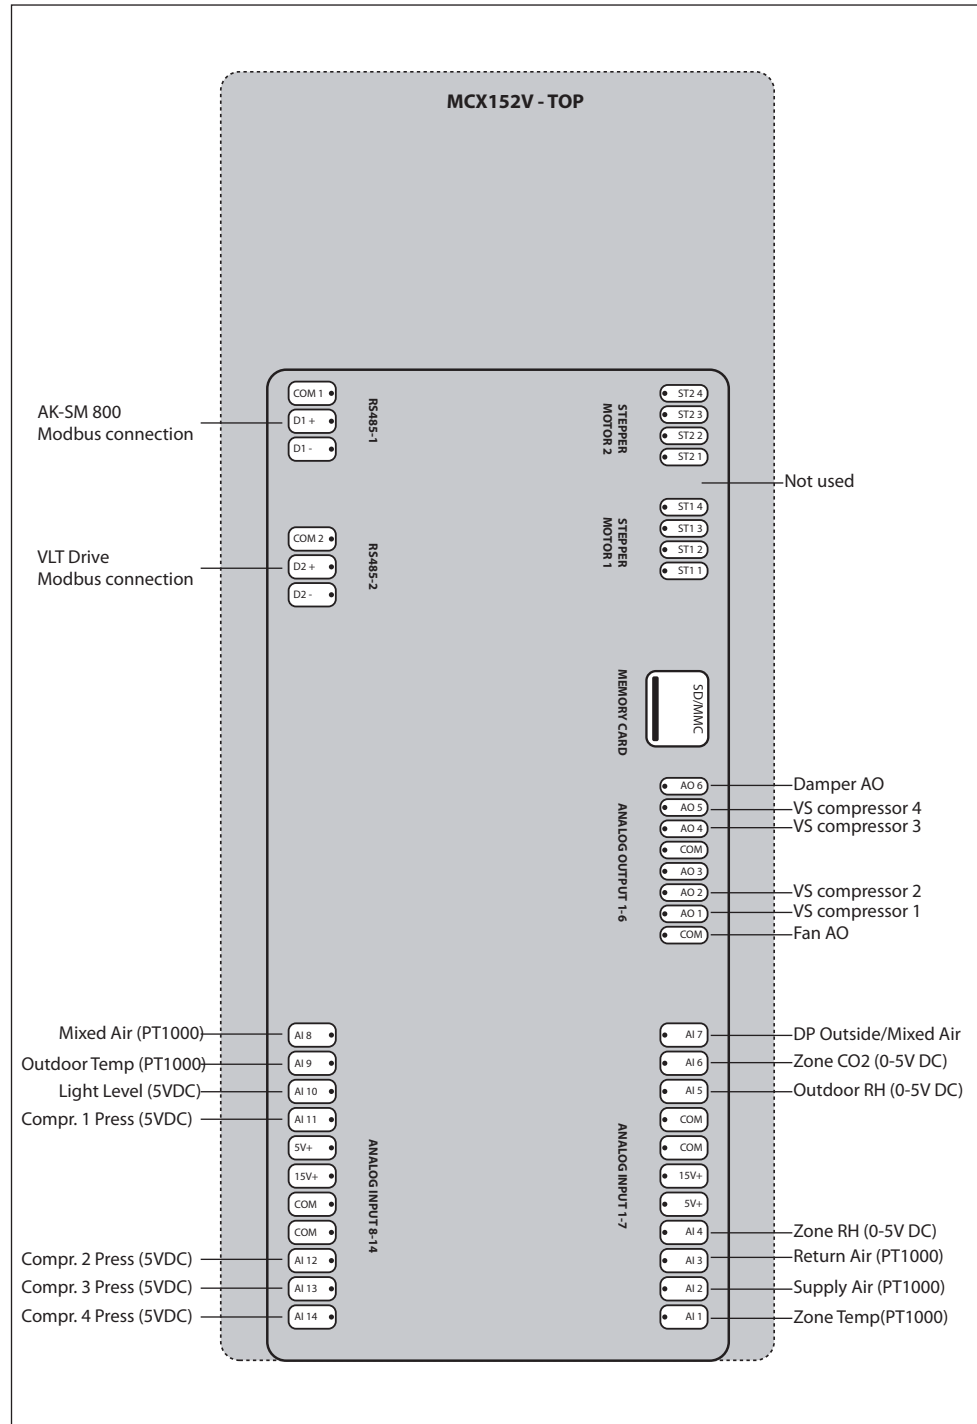 MCX152V - TOP
AK-SM 800
Modbus connection
COM 1
D1 +
D1 -
RS485-1
VLT Drive
Modbus connection
COM 2
D2 +
D2 -
RS485-2
STEPPER
MOTOR 2
ST2 4
ST2 3
ST2 2
ST2 1
Not used
STEPPER
MOTOR 1
ST1 4
ST1 3
ST1 2
ST1 1
MEMORY CARD
SD/MMC
ANALOG OUTPUT 1-6
AO 6 Damper AO
AO 5 VS compressor 4
AO 4 VS compressor 3
COM
AO 3
AO 2 VS compressor 2
AO 1 VS compressor 1
COM Fan AO
Mixed Air (PT1000) AI 8
Outdoor Temp (PT1000) AI 9
Light Level (5VDC) AI 10
Compr. 1 Press (5VDC) AI 11
5V+
15V+
COM
COM
Compr. 2 Press (5VDC) AI 12
Compr. 3 Press (5VDC) AI 13
Compr. 4 Press (5VDC) AI 14
ANALOG INPUT 8-14
ANALOG INPUT 1-7
AI 7 DP Outside/Mixed Air
AI 6 Zone CO2 (0-5V DC)
AI 5 Outdoor RH (0-5V DC)
COM
COM
15V+
5V+
AI 4 Zone RH (0-5V DC)
AI 3 Return Air (PT1000)
AI 2 Supply Air (PT1000)
AI 1 Zone Temp(PT1000)